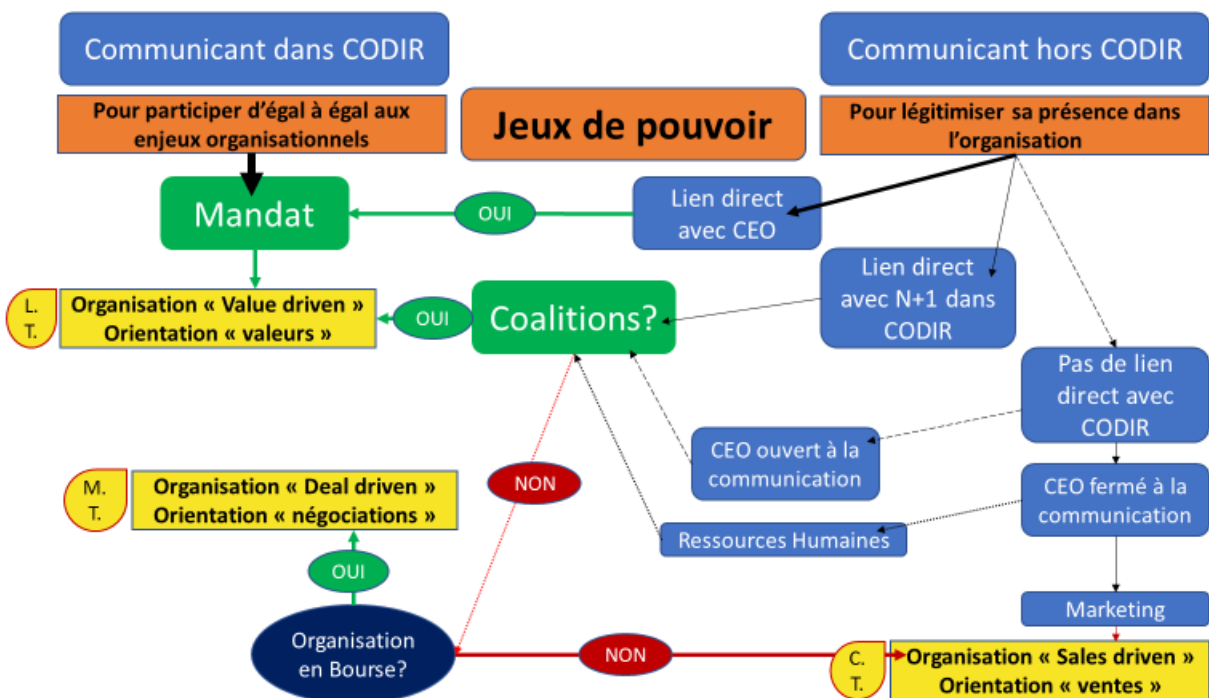 Communicant dans CODIR
Communicant hors CODIR
Pour participer d'égal à égal aux
enjeux organisationnels
Jeux de pouvoir
Pour légitimiser sa présence dans
l'organisation
Mandat
OUI
Lien direct
avec CEO
Lien direct
avec N+1 dans
CODIR
L.
T.
Organisation « Value driven »
Orientation « valeurs »
OUI
Coalitions?
Pas de lien
direct avec
CODIR
CEO ouvert à la
communication
NON
M.
T.
Organisation « Deal driven »
Orientation « négociations »
CEO fermé à la
communication
Ressources Humaines
OUI
Marketing
Organisation
en Bourse?
NON
C.
T.
Organisation « Sales driven »
Orientation « ventes »